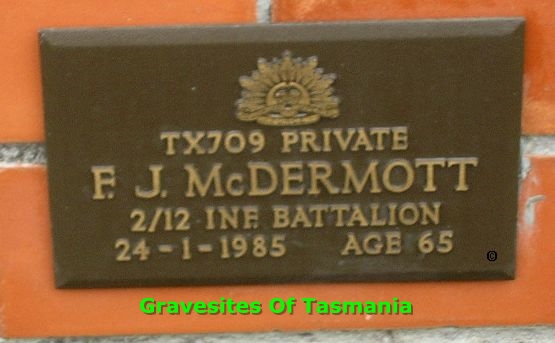 TX709 PRIVATE
F. J. McDERMOTT
2/12 INF. BATTALION
24-1-1985 AGE 65
©
Gravesites Of Tasmania